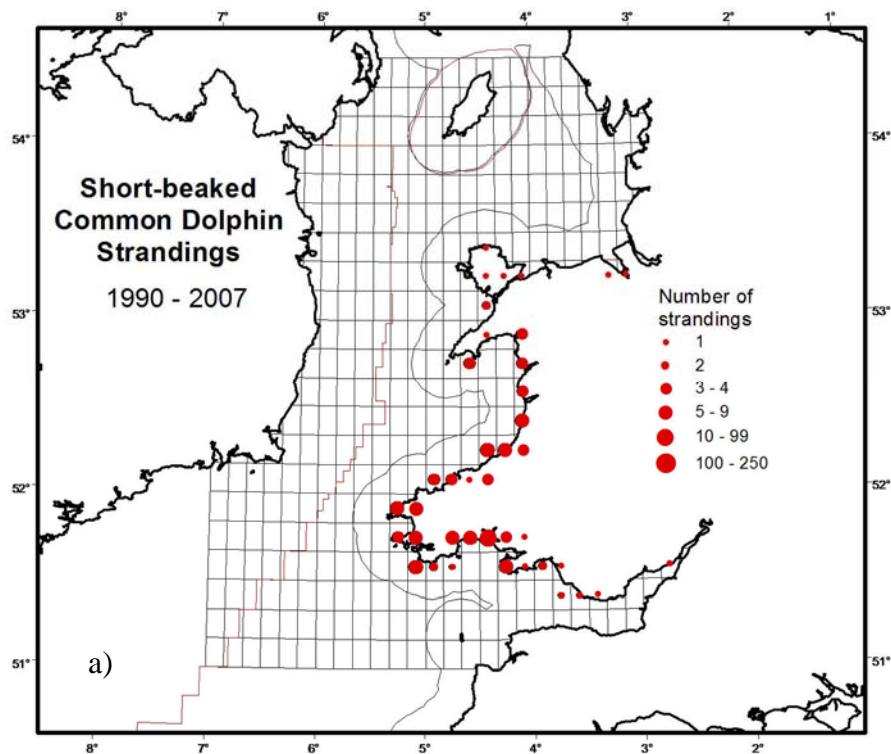 8° 7° 6° 5° 4° 3° 2° 1°
54° 54°
Short-beaked
Common Dolphin
Strandings
1990 - 2007
53° 53°
Number of
strandings
1
2
3 - 4
5 - 9
10 - 99
100 - 250
52° 52°
a)
51° 51°
8° 7° 6° 5° 4° 3° 2°